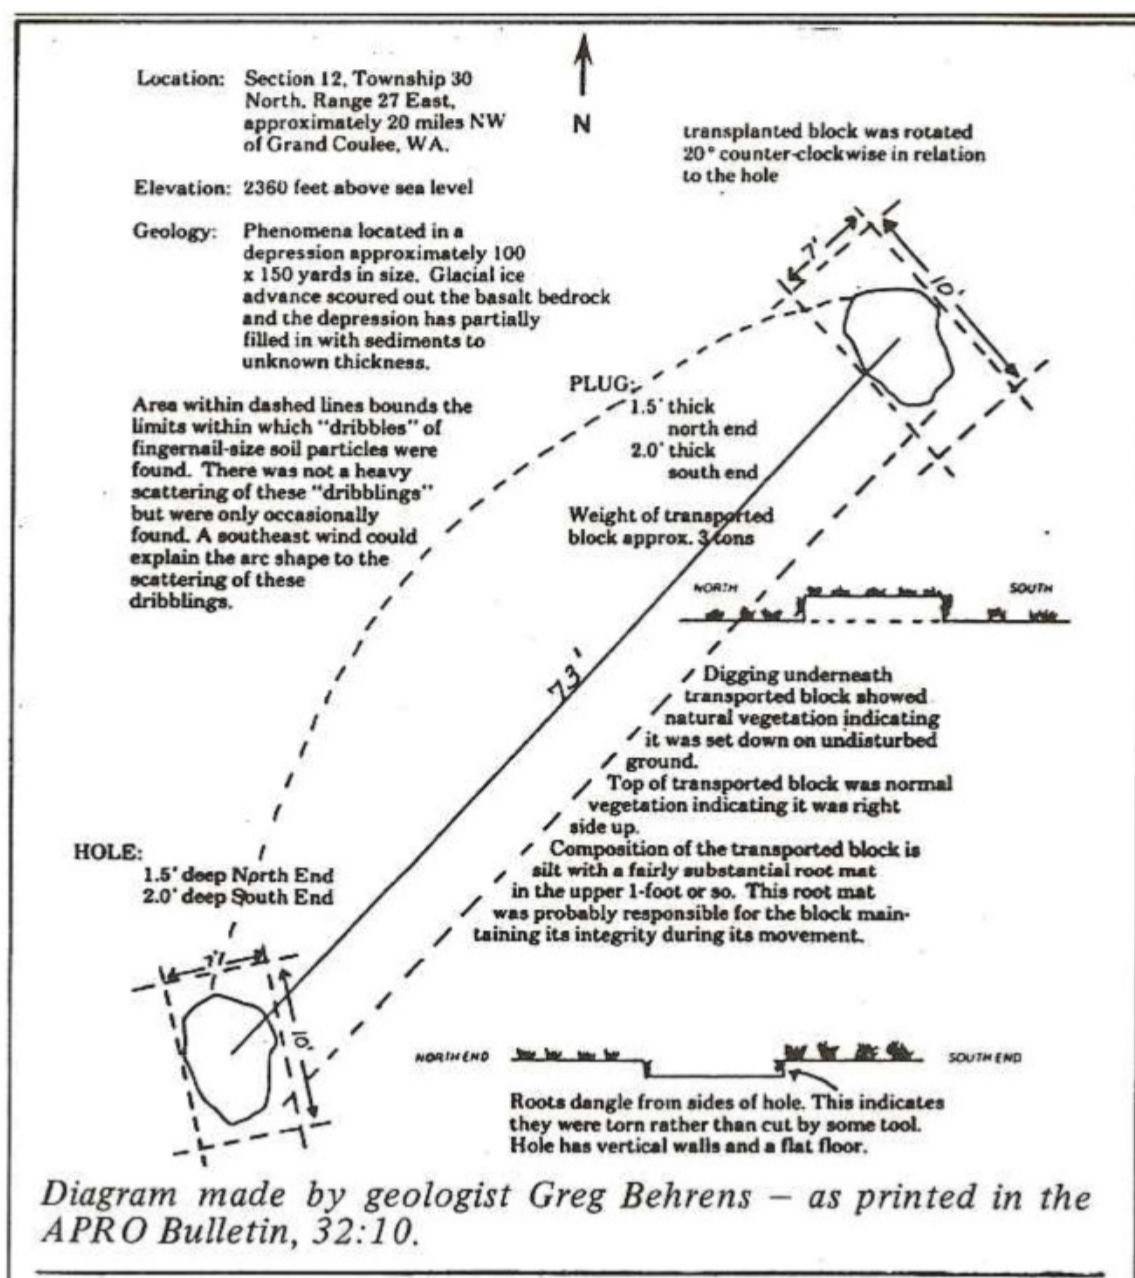 Location: Section 12, Township 30
North, Range 27 East,
approximately 20 miles NW
of Grand Coulee, WA.
N
Elevation: 2360 feet above sea level
Geology: Phenomena located in a
depression approximately 100
x 150 yards in size. Glacial ice
advance scoured out the basalt bedrock
and the depression has partially
filled in with sediments to
unknown thickness.
Area within dashed lines bounds the
limits within which "dribbles" of
fingernail-size soil particles were
found. There was not a heavy
scattering of these "dribblings"
but were only occasionally
found. A southeast wind could
explain the arc shape to the
scattering of these
dribblings.
transplanted block was rotated
20° counter-clockwise in relation
to the hole
7'
10'
PLUG:
1.5' thick
north end
2.0' thick
south end
Weight of transported
block approx. 3 tons
NORTH
SOUTH
73'
Digging underneath
transported block showed
natural vegetation indicating
it was set down on undisturbed
ground.
Top of transported block was normal
vegetation indicating it was right
side up.
Composition of the transported block is
silt with a fairly substantial root mat
in the upper 1-foot or so. This root mat
was probably responsible for the block main-
taining its integrity during its movement.
HOLE:
1.5' deep North End
2.0' deep South End
7'
10'
NORTH END
SOUTH END
Roots dangle from sides of hole. This indicates
they were torn rather than cut by some tool.
Hole has vertical walls and a flat floor.
Diagram made by geologist Greg Behrens – as printed in the
APRO Bulletin, 32:10.